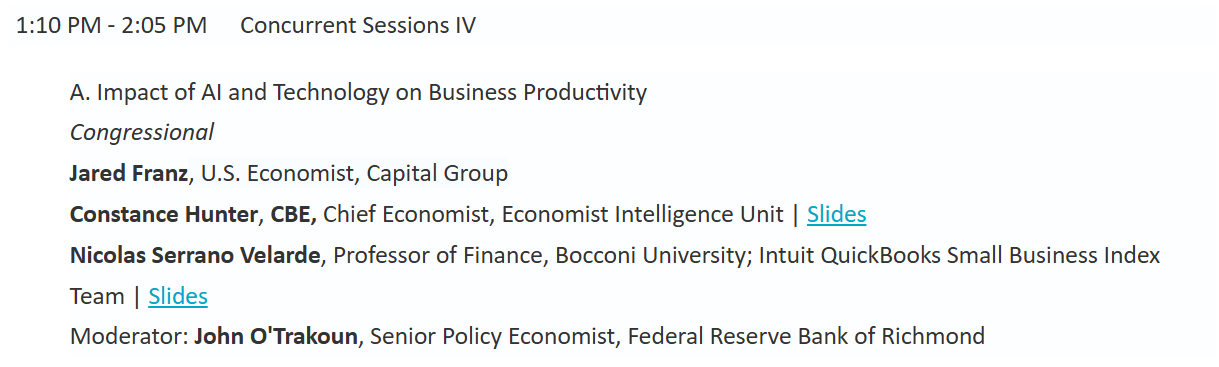 1:10 PM - 2:05 PM Concurrent Sessions IV
A. Impact of AI and Technology on Business Productivity
Congressional
Jared Franz, U.S. Economist, Capital Group
Constance Hunter, CBE, Chief Economist, Economist Intelligence Unit | Slides
Nicolas Serrano Velarde, Professor of Finance, Bocconi University; Intuit QuickBooks Small Business Index
Team | Slides
Moderator: John O'Trakoun, Senior Policy Economist, Federal Reserve Bank of Richmond